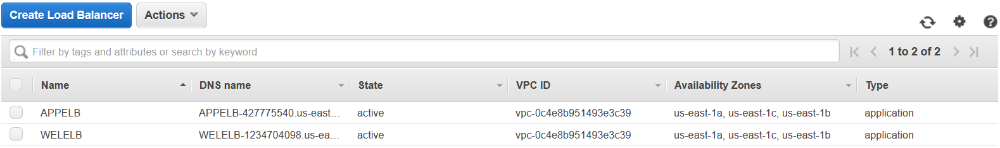 Create Load Balancer Actions
Filter by tags and attributes or search by keyword 1 to 2 of 2
Name DNS name State VPC ID Availability Zones Type
APPELB APPELB-427775540.us-east... active vpc-0c4e8b951493e3c39 us-east-1a, us-east-1c, us-east-1b application
WELELB WELELB-1234704098.us-ea... active vpc-0c4e8b951493e3c39 us-east-1a, us-east-1c, us-east-1b application